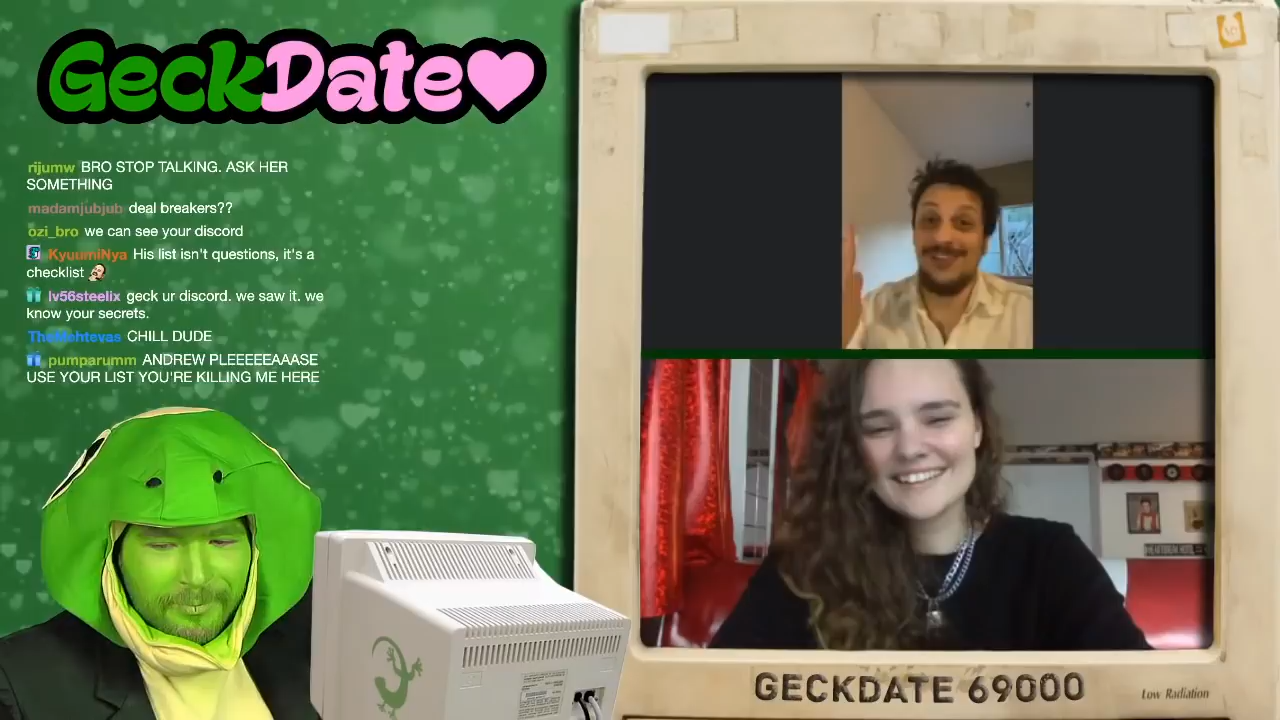 GeckDate
rijumw BRO STOP TALKING. ASK HER
SOMETHING
madamjubjub deal breakers??
ozi_bro we can see your discord
KyuumiNya His list isn't questions, it's a
checklist
lv56steelix geck ur discord. we saw it. we
know your secrets.
CHILL DUDE
pumparumm ANDREW PLEEEEEAAASE
USE YOUR LIST YOU'RE KILLING ME HERE
HEARTBREAK HOTEL
GECKDATE 69000
Low Radiation